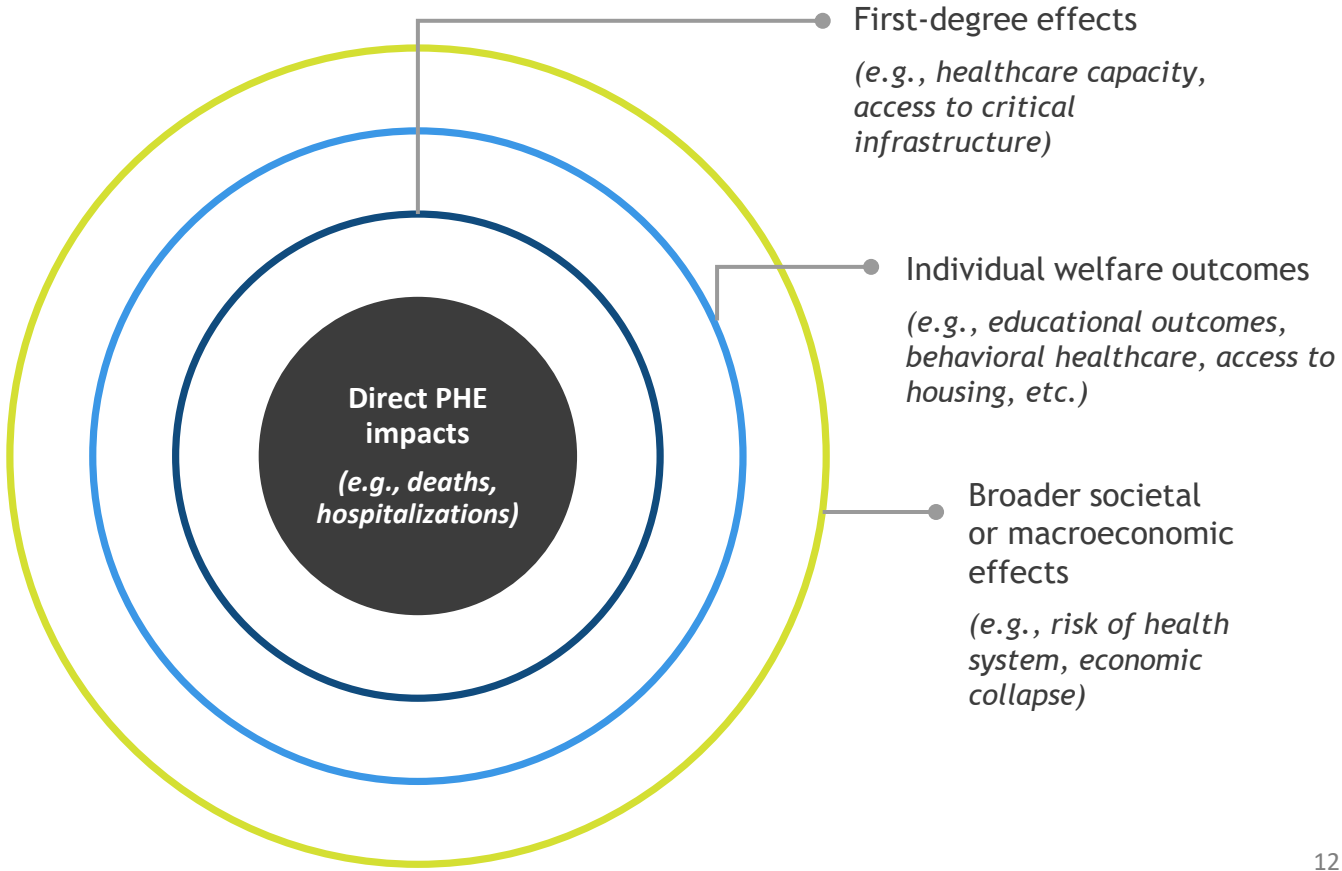 First-degree effects
(e.g., healthcare capacity,
access to critical
infrastructure)
Individual welfare outcomes
(e.g., educational outcomes,
behavioral healthcare, access to
housing, etc.)
Direct PHE
impacts
(e.g., deaths,
hospitalizations)
Broader societal
or macroeconomic
effects
(e.g., risk of health
system, economic
collapse)
12